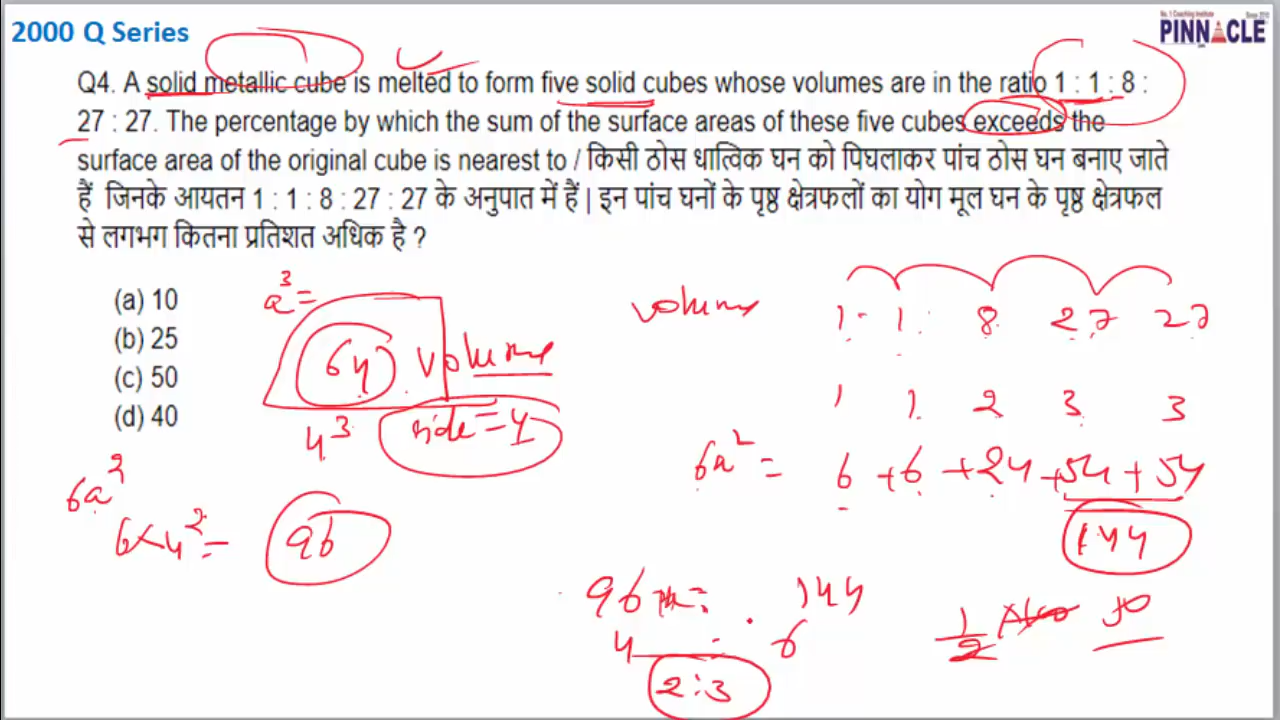 2000 Q Series
No. 1 Coaching Institute
Since 2010
PINNACLE
Q4. A solid metallic cube is melted to form five solid cubes whose volumes are in the ratio 1 : 1 : 8 :
27 : 27. The percentage by which the sum of the surface areas of these five cubes exceeds the
surface area of the original cube is nearest to / किसी ठोस धात्विक घन को पिघलाकर पांच ठोस घन बनाए जाते
हैं जिनके आयतन 1 : 1 : 8 : 27 : 27 के अनुपात में हैं| इन पांच घनों के पृष्ठ क्षेत्रफलों का योग मूल घन के पृष्ठ क्षेत्रफल
से लगभग कितना प्रतिशत अधिक है ?
(a) 10
(b) 25
(c) 50
(d) 40
a³ =
64 volume
4³ side = 4
6a²
6×4² = 96
volume 1 1 8 27 27
1 1 2 3 3
6a² = 6 + 6 + 24 + 54 + 54
144
96 : 144
4 : 6
2:3
1/2 50